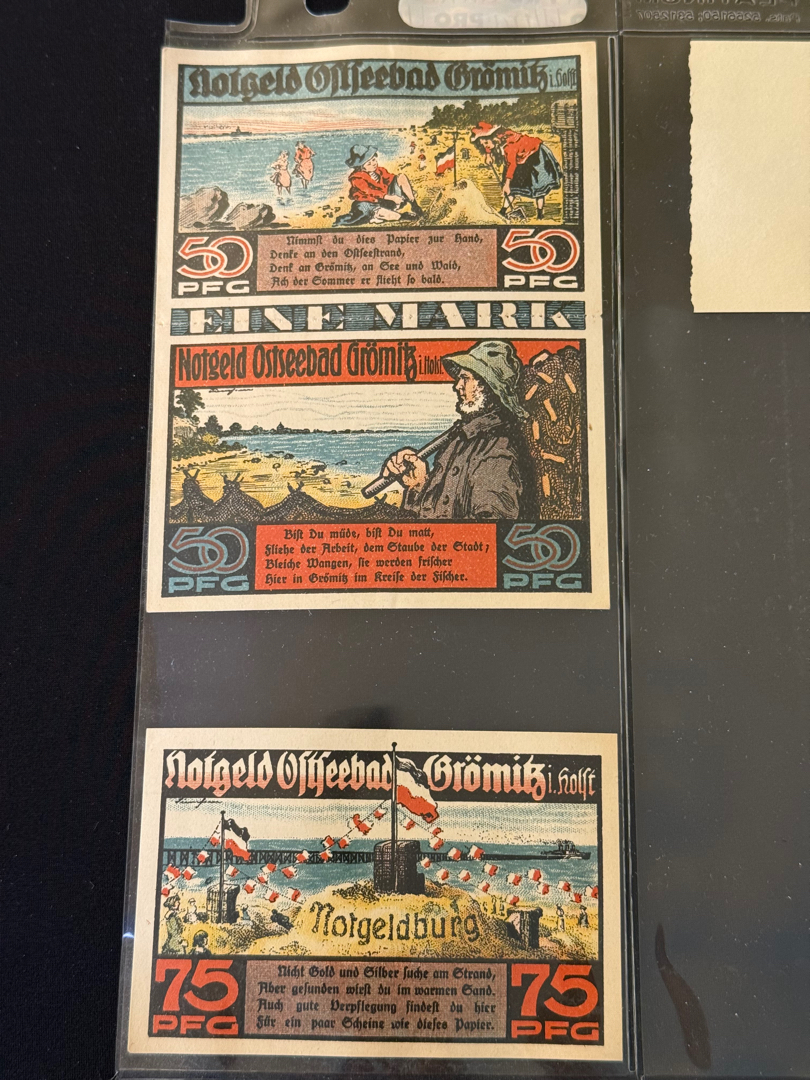 Notgeld Ostseebad Grömitz i. Holst
50 PFG
Nimmst du dies Papier zur Hand,
Denke an den Ostseestrand,
Denk an Grömitz, an See und Wald,
Ach der Sommer er flieht so bald.
50 PFG
EINE MARK
Notgeld Ostseebad Grömitz i. Holst.
50 PFG
Bist Du müde, bist Du matt,
Fliehe der Arbeit, dem Staube der Stadt;
Bleiche Wangen, sie werden frischer
Hier in Grömitz im Kreise der Fischer.
50 PFG
Notgeld Ostseebad Grömitz i. Holst
Notgeldburg
75 PFG
Nicht Gold und Silber suche am Strand,
Aber gesunden wirst du im warmen Sand.
Auch gute Verpflegung findest du hier
Für ein paar Scheine wie dieses Papier.
75 PFG